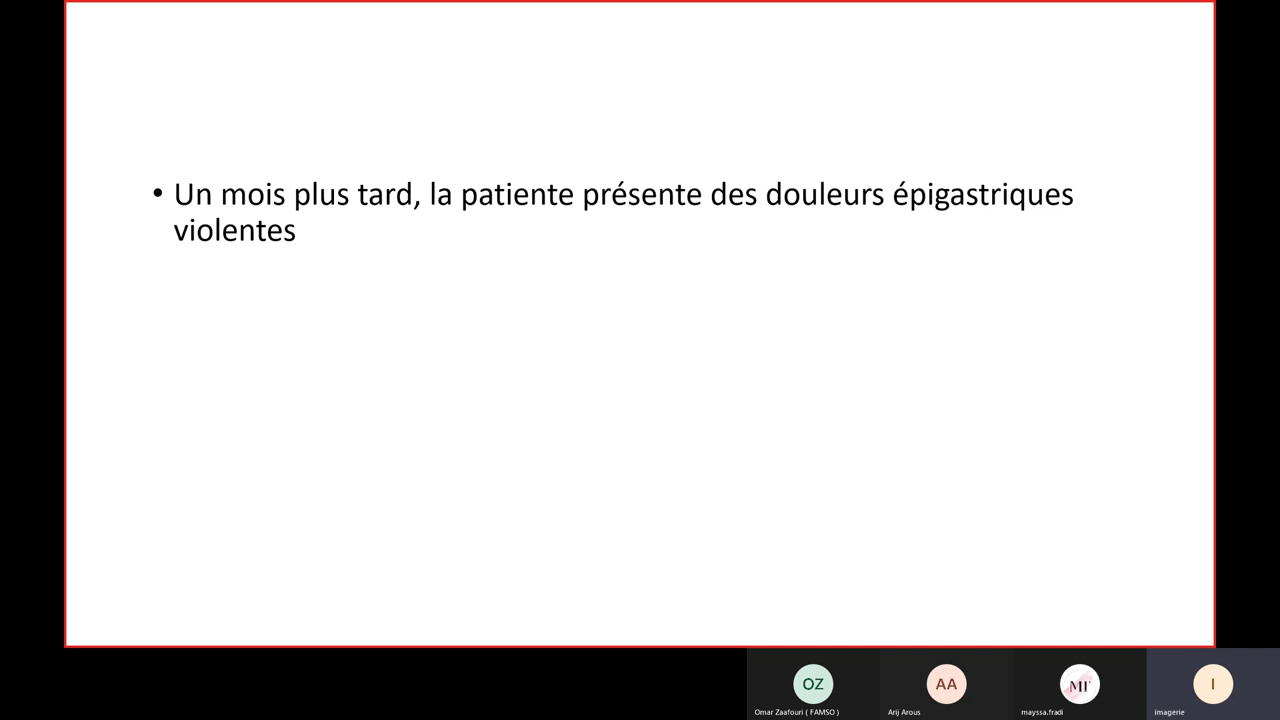 • Un mois plus tard, la patiente présente des douleurs épigastriques
violentes
OZ
AA
MF
I
Omar Zaafouri ( FAMSO )
Arij Arous
mayssa.fradi
imagerie